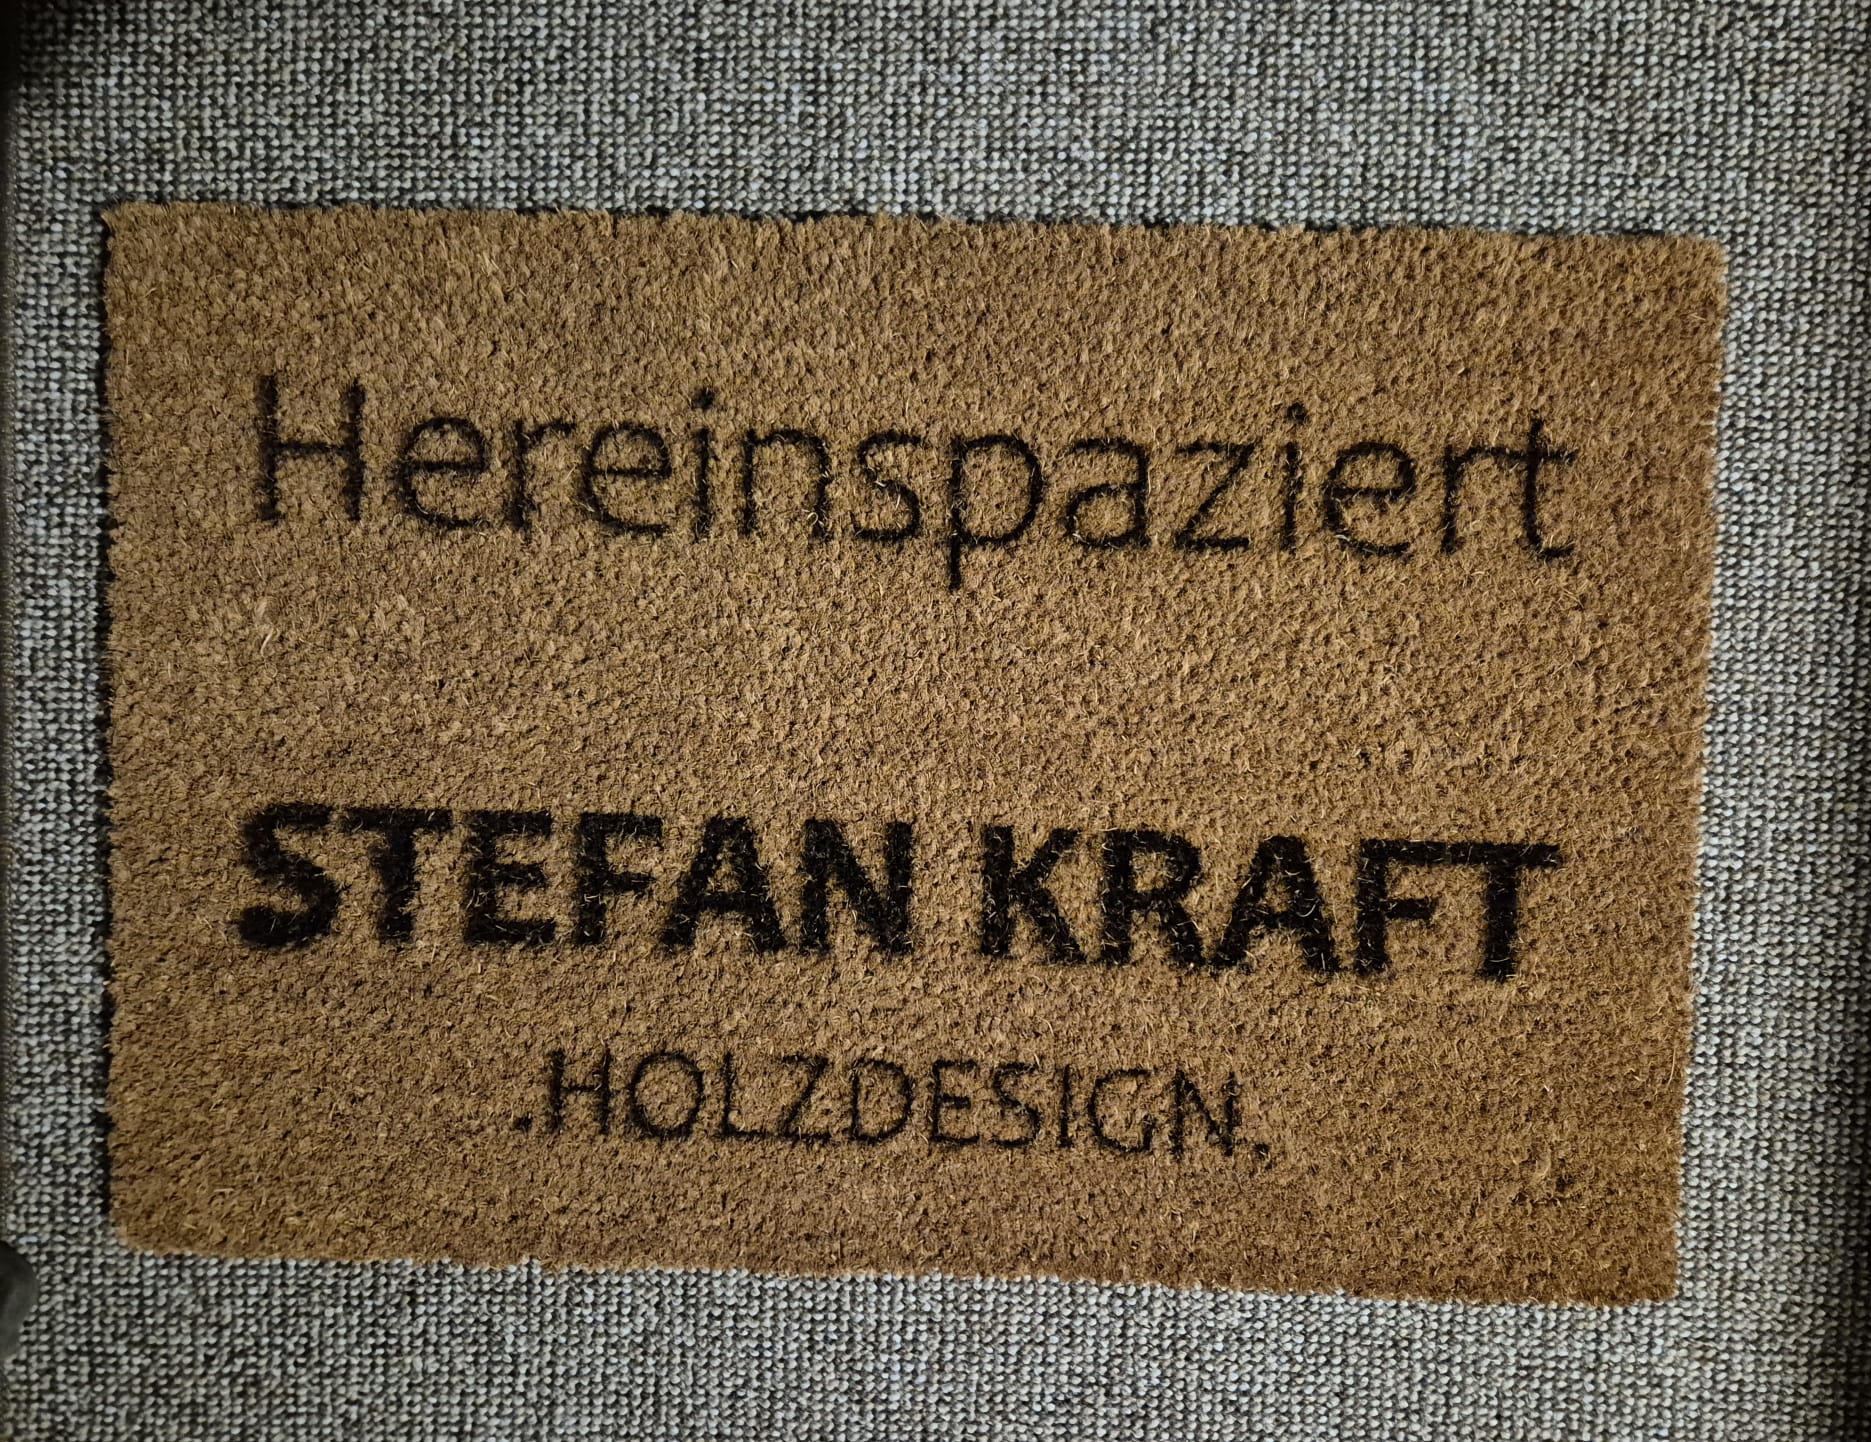 Hereinspaziert
STEFAN KRAFT
.HOLZDESIGN.